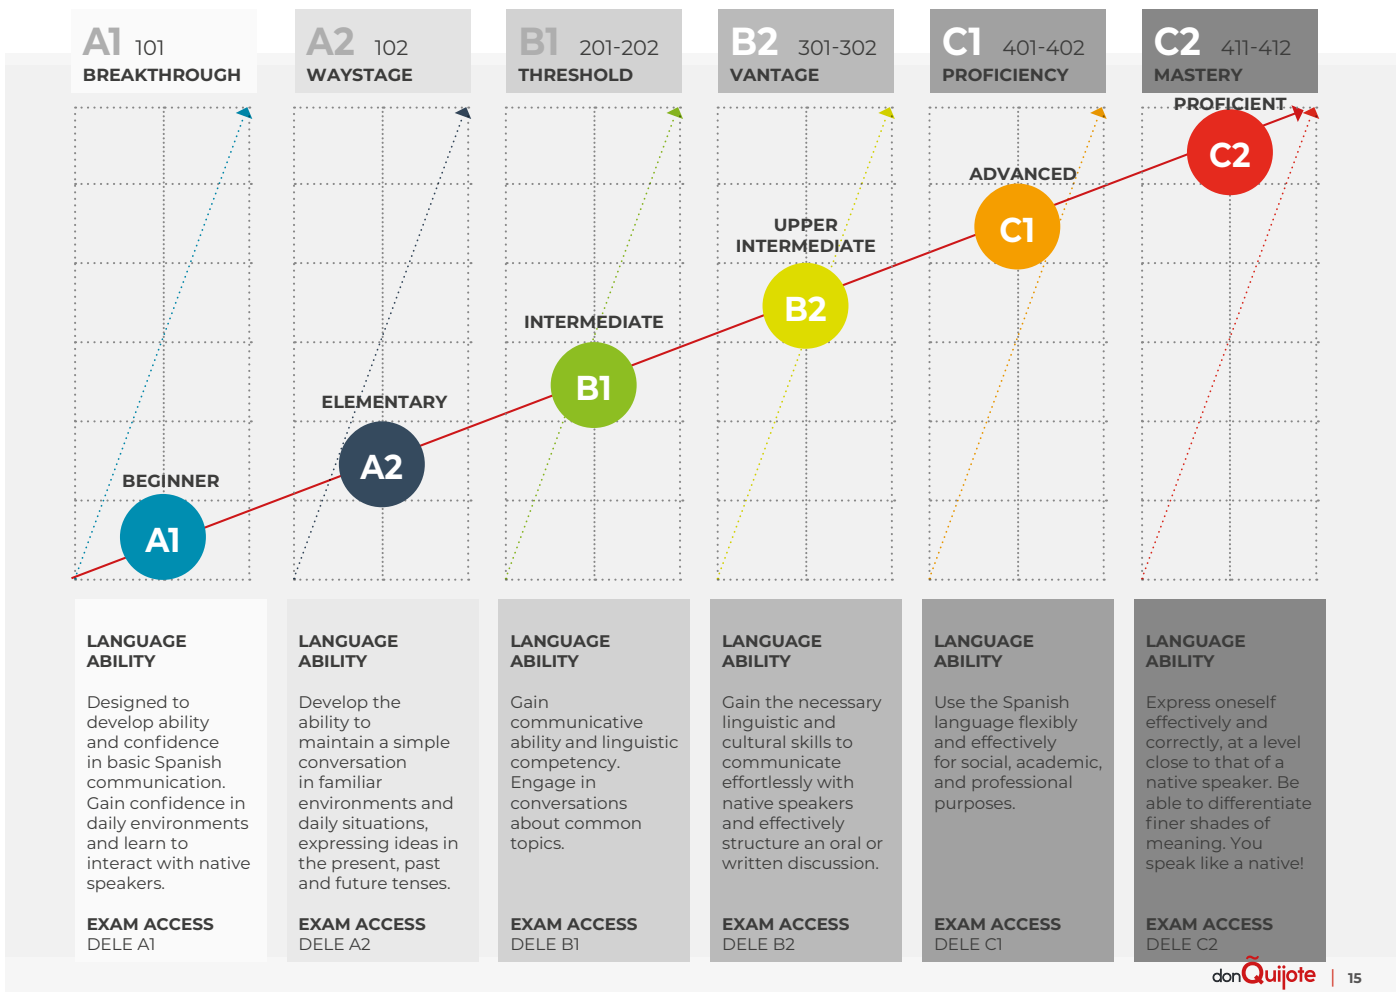 A1 101
BREAKTHROUGH
A2 102
WAYSTAGE
B1 201-202
THRESHOLD
B2 301-302
VANTAGE
C1 401-402
PROFICIENCY
C2 411-412
MASTERY
PROFICIENT
C2
ADVANCED
C1
UPPER
INTERMEDIATE
B2
INTERMEDIATE
B1
ELEMENTARY
A2
BEGINNER
A1
LANGUAGE
ABILITY
Designed to
develop ability
and confidence
in basic Spanish
communication.
Gain confidence in
daily environments
and learn to
interact with native
speakers.
EXAM ACCESS
DELE A1
LANGUAGE
ABILITY
Develop the
ability to
maintain a simple
conversation
in familiar
environments and
daily situations,
expressing ideas in
the present, past
and future tenses.
EXAM ACCESS
DELE A2
LANGUAGE
ABILITY
Gain
communicative
ability and linguistic
competency.
Engage in
conversations
about common
topics.
EXAM ACCESS
DELE B1
LANGUAGE
ABILITY
Gain the necessary
linguistic and
cultural skills to
communicate
effortlessly with
native speakers
and effectively
structure an oral or
written discussion.
EXAM ACCESS
DELE B2
LANGUAGE
ABILITY
Use the Spanish
language flexibly
and effectively
for social, academic,
and professional
purposes.
EXAM ACCESS
DELE C1
LANGUAGE
ABILITY
Express oneself
effectively and
correctly, at a level
close to that of a
native speaker. Be
able to differentiate
finer shades of
meaning. You
speak like a native!
EXAM ACCESS
DELE C2
donQ̃uijote | 15